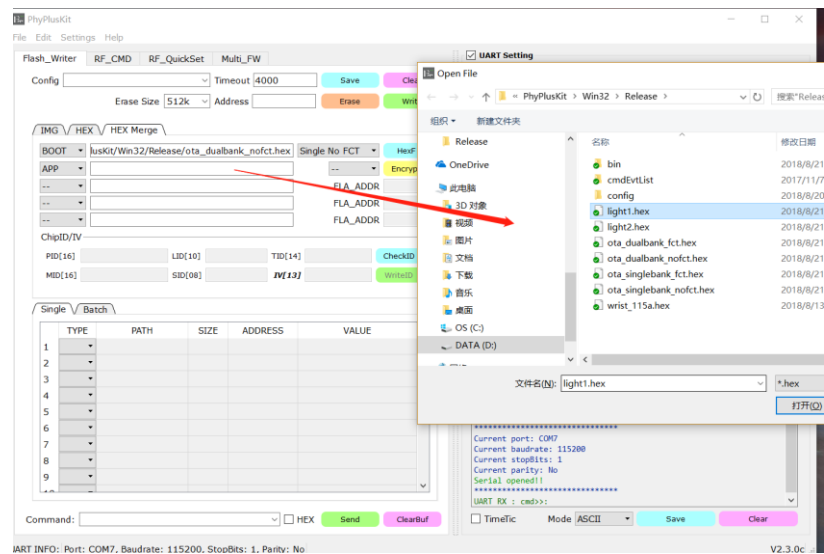 PhyPlusKit
File Edit Settings Help
Flash_Writer RF_CMD RF_QuickSet Multi_FW
Config Timeout 4000 Save Clea
Erase Size 512k Address Erase Writ
IMG HEX HEX Merge
BOOT lusKit/Win32/Release/ota_dualbank_nofct.hex Single No FCT HexF
APP -- Encryp
-- FLA_ADDR
-- FLA_ADDR
-- FLA_ADDR
ChipID/IV
PID[16] LID[10] TID[14] CheckID
MID[16] SID[08] IV[13] WriteID
Single Batch
TYPE PATH SIZE ADDRESS VALUE
1
2
3
4
5
6
7
8
9
Command: HEX Send ClearBuf
UART Setting
Open File
« PhyPlusKit > Win32 > Release > 搜索"Releas
组织 新建文件夹
Release
OneDrive
此电脑
3D 对象
视频
图片
文档
下载
音乐
桌面
OS (C:)
DATA (D:)
名称 修改日期
bin 2018/8/21
cmdEvtList 2017/11/7
config 2018/8/20
light1.hex 2018/8/21
light2.hex 2018/8/21
ota_dualbank_fct.hex 2018/8/21
ota_dualbank_nofct.hex 2018/8/21
ota_singlebank_fct.hex 2018/8/21
ota_singlebank_nofct.hex 2018/8/21
wrist_115a.hex 2018/8/13
文件名(N): light1.hex *.hex
打开(O)
********************************
Current port: COM7
Current baudrate: 115200
Current stopBits: 1
Current parity: No
Serial opened!!
********************************
UART RX : cmd>>:
TimeTic Mode ASCII Save Clear
ART INFO: Port: COM7, Baudrate: 115200, StopBits: 1, Parity: No V2.3.0c